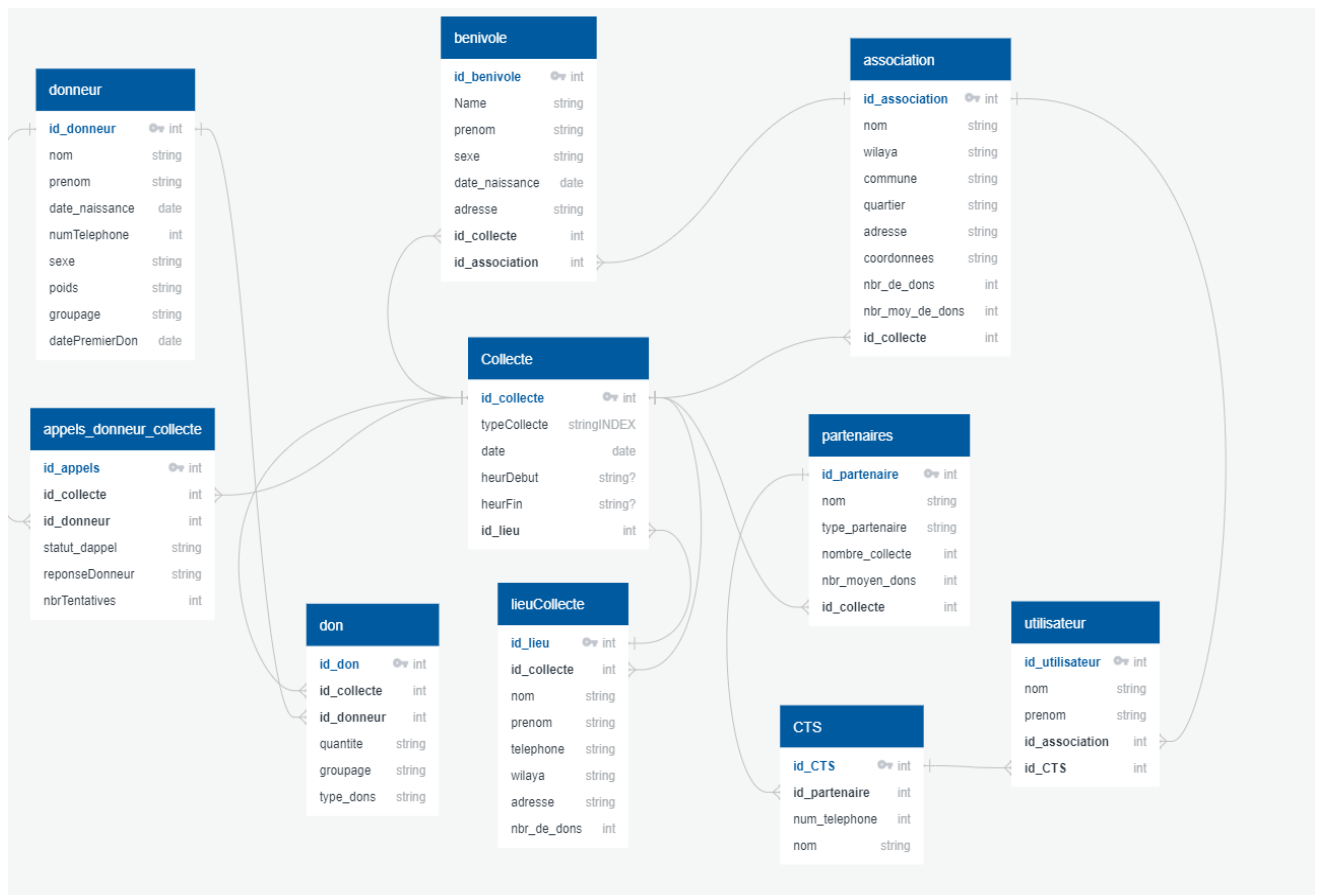 benivole
id_benivole int
Name string
prenom string
sexe string
date_naissance date
adresse string
id_collecte int
id_association int
association
id_association int
nom string
wilaya string
commune string
quartier string
adresse string
coordonnees string
nbr_de_dons int
nbr_moy_de_dons int
id_collecte int
donneur
id_donneur int
nom string
prenom string
date_naissance date
numTelephone int
sexe string
poids string
groupage string
datePremierDon date
Collecte
id_collecte int
typeCollecte stringINDEX
date date
heurDebut string?
heurFin string?
id_lieu int
appels_donneur_collecte
id_appels int
id_collecte int
id_donneur int
statut_dappel string
reponseDonneur string
nbrTentatives int
partenaires
id_partenaire int
nom string
type_partenaire string
nombre_collecte int
nbr_moyen_dons int
id_collecte int
lieuCollecte
id_lieu int
id_collecte int
nom string
prenom string
telephone string
wilaya string
adresse string
nbr_de_dons int
don
id_don int
id_collecte int
id_donneur int
quantite string
groupage string
type_dons string
utilisateur
id_utilisateur int
nom string
prenom string
id_association int
id_CTS int
CTS
id_CTS int
id_partenaire int
num_telephone int
nom string